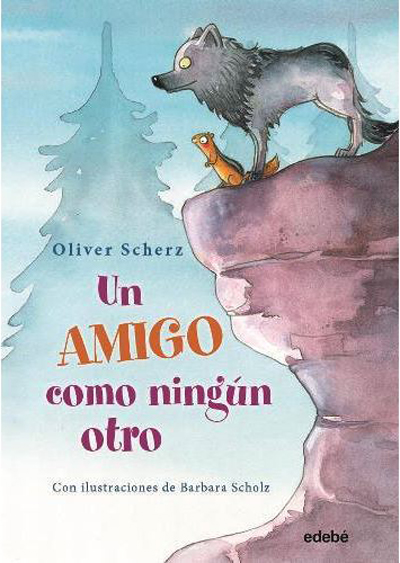 Oliver Scherz
Un
AMIGO
como ningún
otro
Con ilustraciones de Barbara Scholz
edebé